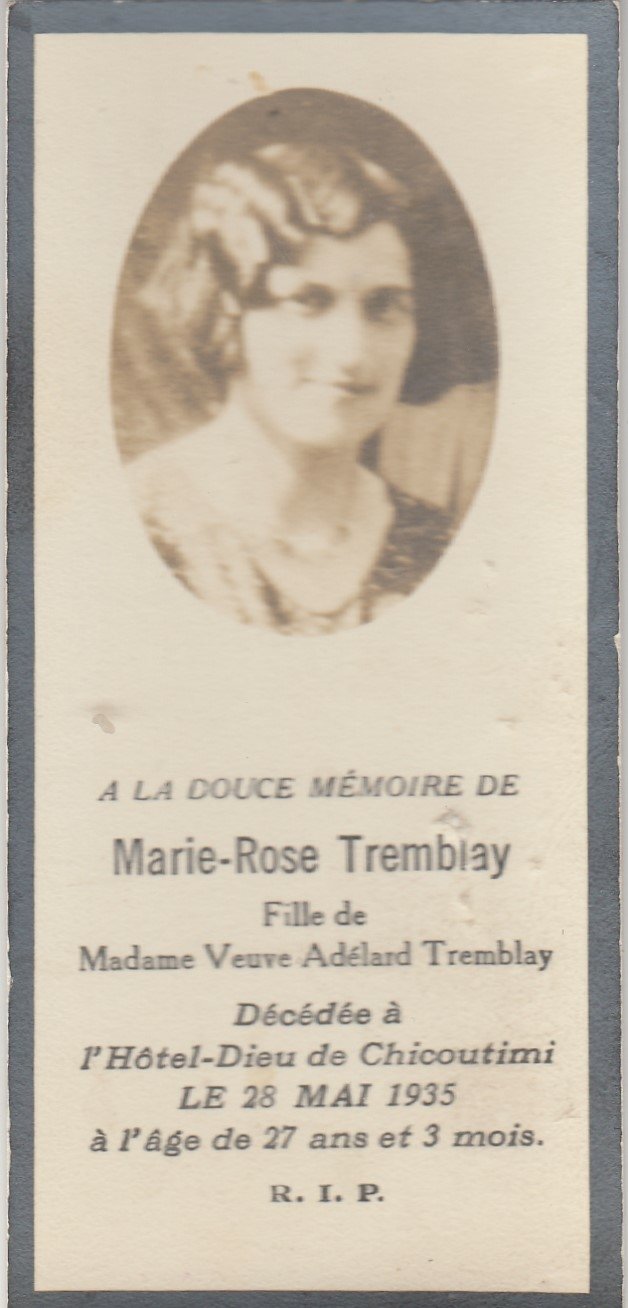 A LA DOUCE MÉMOIRE DE
Marie-Rose Tremblay
Fille de
Madame Veuve Adélard Tremblay
Décédée à
l'Hôtel-Dieu de Chicoutimi
LE 28 MAI 1935
à l'âge de 27 ans et 3 mois.
R. I. P.